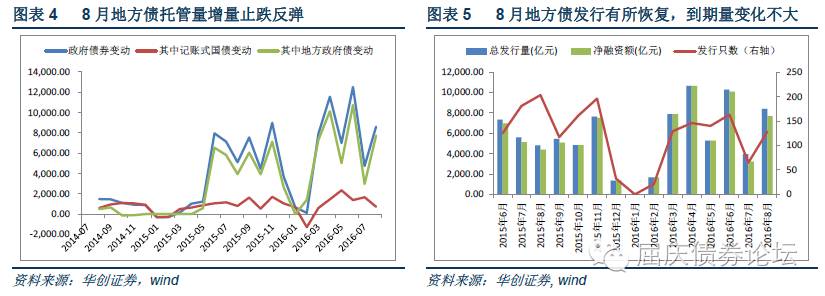 图表 4 8 月地方债托管量增量止跌反弹
政府债券变动 其中记账式国债变动 其中地方政府债变动
14,000.00
12,000.00
10,000.00
8,000.00
6,000.00
4,000.00
2,000.00
0.00
-2,000.00
2014-07
2014-09
2014-11
2015-01
2015-03
2015-05
2015-07
2015-09
2015-11
2016-01
2016-03
2016-05
2016-07
资料来源：华创证券，wind
图表 5 8 月地方债发行有所恢复，到期量变化不大
总发行量(亿元) 净融资额(亿元) 发行只数（右轴）
12,000.00
10,000.00
8,000.00
6,000.00
4,000.00
2,000.00
0.00
250
200
150
100
50
0
2015年6月
2015年7月
2015年8月
2015年9月
2015年10月
2015年11月
2015年12月
2016年1月
2016年2月
2016年3月
2016年4月
2016年5月
2016年6月
2016年7月
2016年8月
屈庆债券论坛
资料来源：华创证券, wind